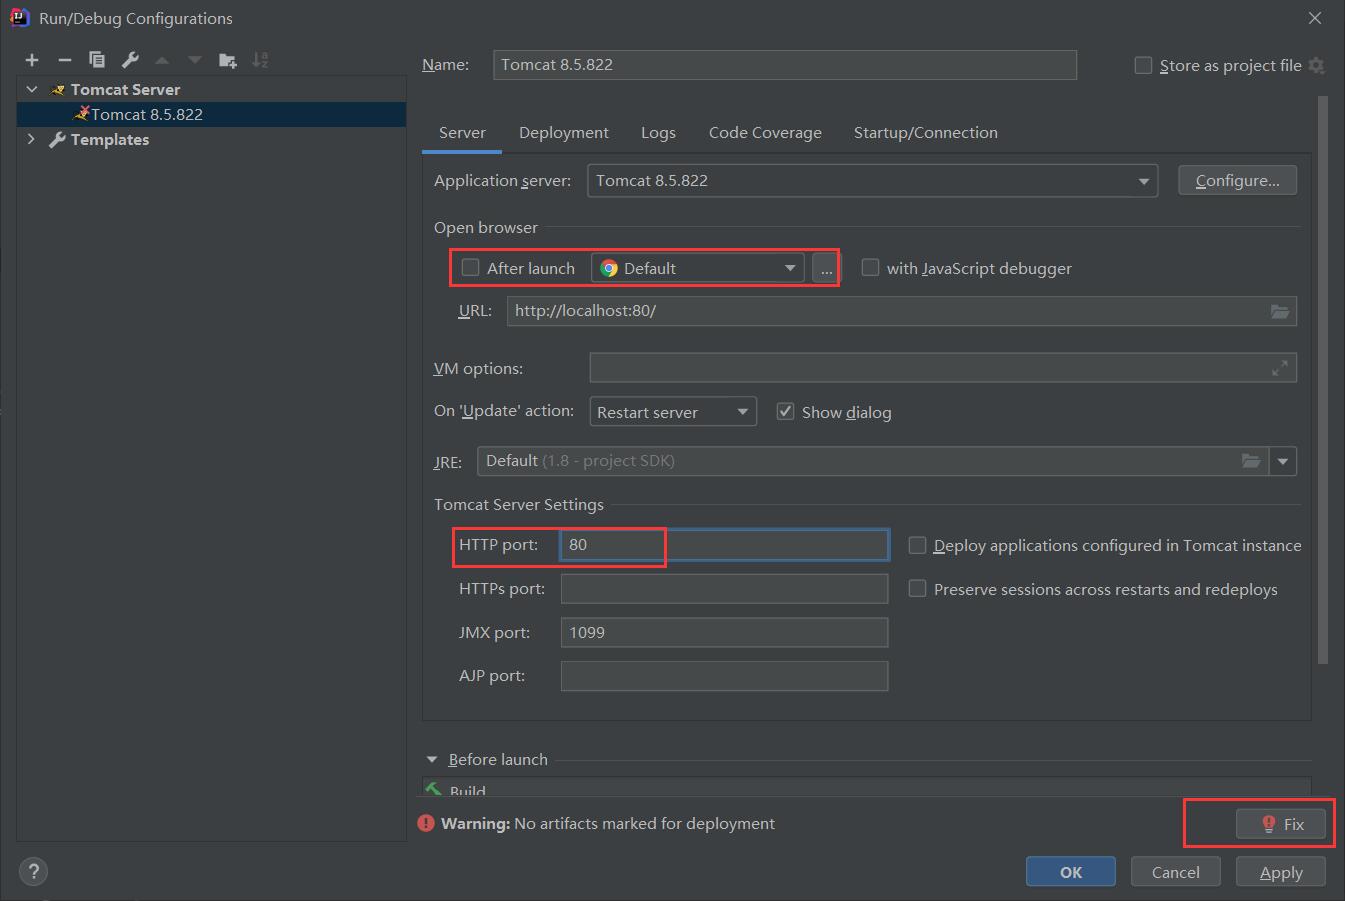 Run/Debug Configurations
Name: Tomcat 8.5.822 Store as project file
Tomcat Server
Tomcat 8.5.822
Templates
Server Deployment Logs Code Coverage Startup/Connection
Application server: Tomcat 8.5.822 Configure...
Open browser
After launch Default ... with JavaScript debugger
URL: http://localhost:80/
VM options:
On 'Update' action: Restart server Show dialog
JRE: Default (1.8 - project SDK)
Tomcat Server Settings
HTTP port: 80 Deploy applications configured in Tomcat instance
HTTPs port: Preserve sessions across restarts and redeploys
JMX port: 1099
AJP port:
Before launch
Build
Warning: No artifacts marked for deployment Fix
? OK Cancel Apply